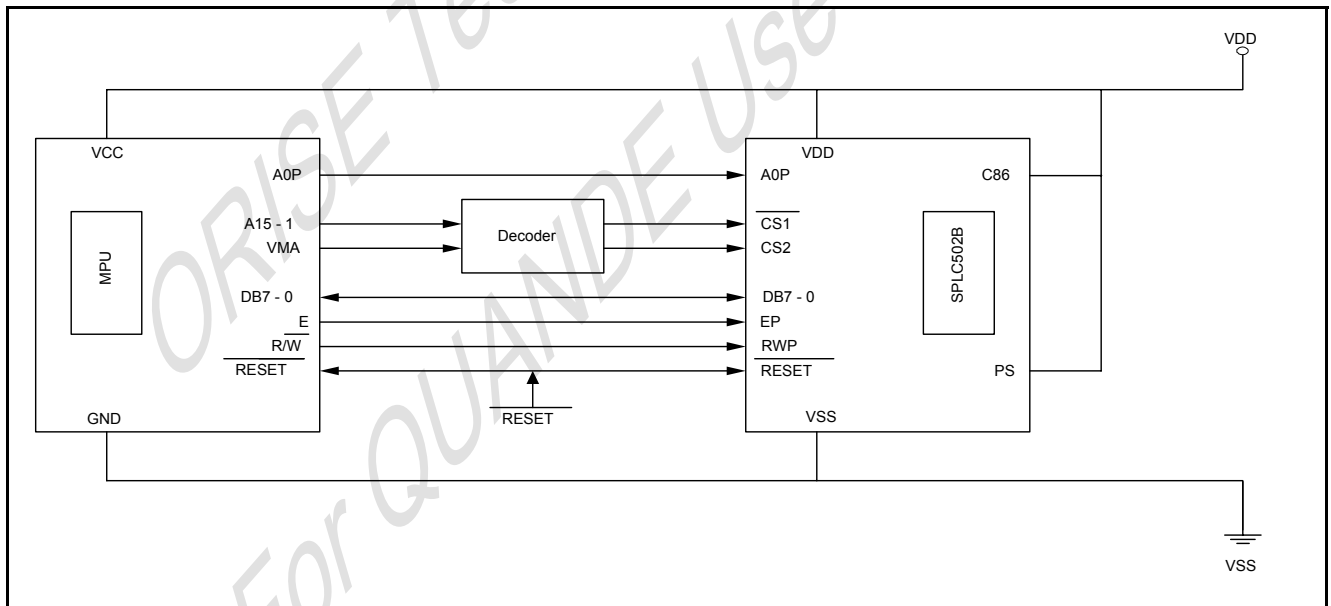 ORISE Te
For QUANDE Use
VDD
VCC
A0P
A15 - 1
VMA
DB7 - 0
E
R/W
RESET
GND
MPU
Decoder
RESET
VDD
A0P
CS1
CS2
DB7 - 0
EP
RWP
RESET
VSS
C86
PS
SPLC502B
VSS